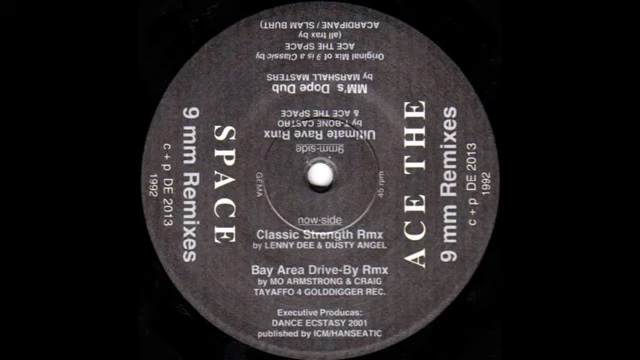 ACE THE
SPACE
9 mm Remixes
c + p DE 2013
1992
9 mm Remixes
c + p DE 2013
1992
GEMA
45 rpm
9mm-side
Ultimate Rave Rmx
by T-BONE CASTRO
& ACE THE SPACE
MM's Dope Dub
by MARSHALL MASTERS
Original Mix of 9 is a Classic by
ACE THE SPACE
(all trax by
ACARDIPANE / SLAM BURT)
now-side
Classic Strength Rmx
by LENNY DEE & DUSTY ANGEL
Bay Area Drive-By Rmx
by MO ARMSTRONG & CRAIG
TAYAFFO 4 GOLDDIGGER REC.
Executive Producas:
DANCE ECSTASY 2001
published by ICM/HANSEATIC